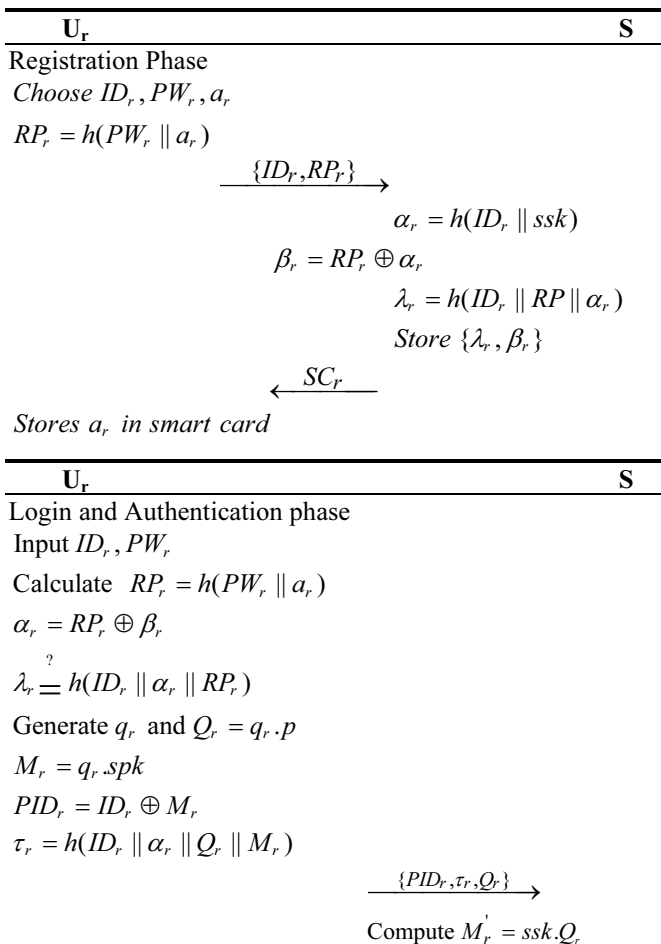 U_r S
Registration Phase
Choose ID_r, PW_r, a_r
RP_r = h(PW_r || a_r)
{ID_r, RP_r}
α_r = h(ID_r || ssk)
β_r = RP_r ⊕ α_r
λ_r = h(ID_r || RP || α_r)
Store {λ_r, β_r}
SC_r
Stores a_r in smart card
U_r S
Login and Authentication phase
Input ID_r, PW_r
Calculate RP_r = h(PW_r || a_r)
α_r = RP_r ⊕ β_r
λ_r =? h(ID_r || α_r || RP_r)
Generate q_r and Q_r = q_r.p
M_r = q_r.spk
PID_r = ID_r ⊕ M_r
τ_r = h(ID_r || α_r || Q_r || M_r)
{PID_r, τ_r, Q_r}
Compute M_r' = ssk.Q_r